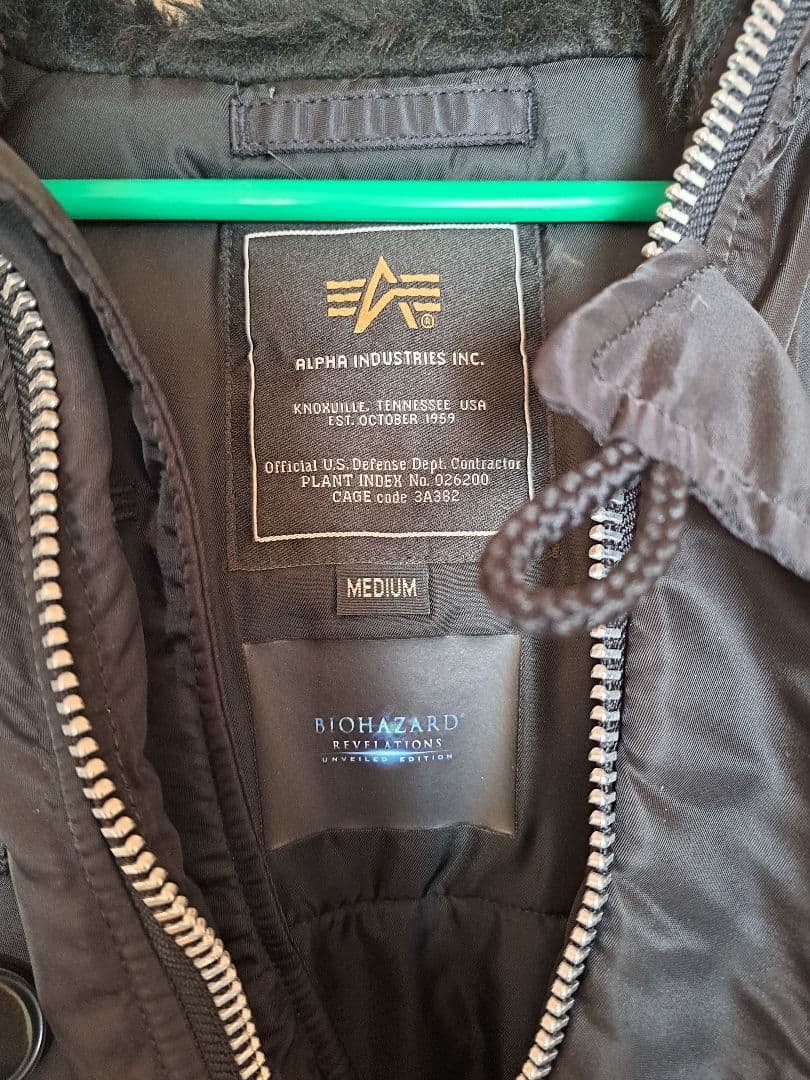 ®
ALPHA INDUSTRIES INC.
KNOXVILLE, TENNESSEE USA
EST. OCTOBER 1959
Official U.S. Defense Dept. Contractor
PLANT INDEX No. 026200
CAGE code 3A382
MEDIUM
BIOHAZARD®
REVELATIONS
UNVEILED EDITION